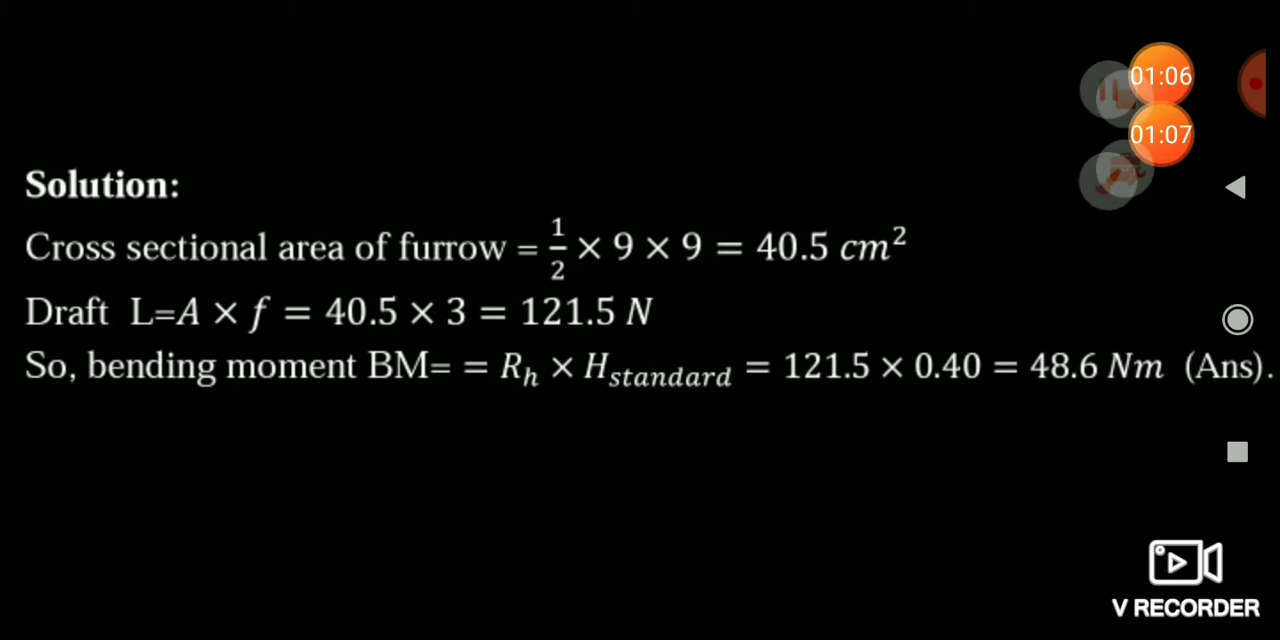 01:06
01:07
Solution:
Cross sectional area of furrow = 1/2 × 9 × 9 = 40.5 cm²
Draft L=A × f = 40.5 × 3 = 121.5 N
So, bending moment BM= = R_h × H_standard = 121.5 × 0.40 = 48.6 Nm (Ans).
V RECORDER